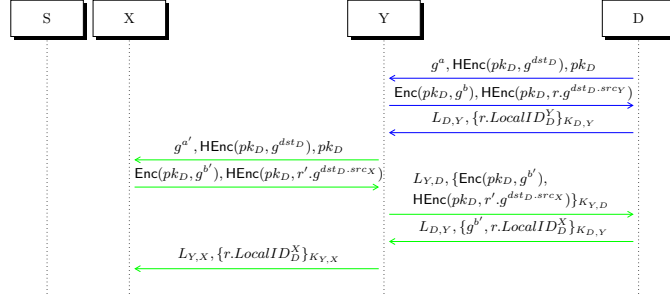 S X Y D
g^a, HEnc(pk_D, g^{dst_D}), pk_D
Enc(pk_D, g^b), HEnc(pk_D, r.g^{dst_D.src_Y})
L_{D,Y}, {r.LocalID_D^Y}_{K_{D,Y}}
g^{a'}, HEnc(pk_D, g^{dst_D}), pk_D
Enc(pk_D, g^{b'}), HEnc(pk_D, r'.g^{dst_D.src_X})
L_{Y,D}, {Enc(pk_D, g^{b'}),
HEnc(pk_D, r'.g^{dst_D.src_X})}_{K_{Y,D}}
L_{D,Y}, {g^{b'}, r.LocalID_D^X}_{K_{D,Y}}
L_{Y,X}, {r.LocalID_D^X}_{K_{Y,X}}